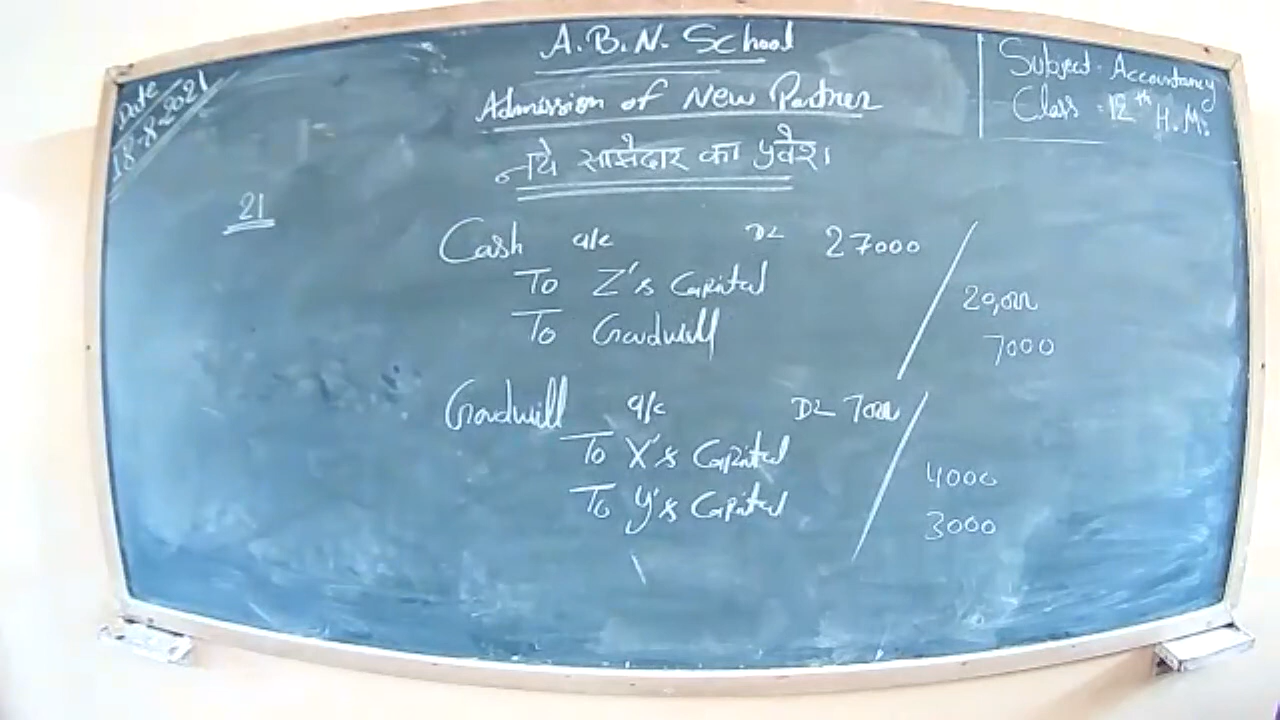 A.B.N. School
Admission of New Partner
नये साझेदार का प्रवेश।
Date
18-8-2021
Subject - Accountancy
Class - 12th H.M.
21
Cash a/c Dr 27000
To Z's Capital 20,000
To Goodwill 7000
Goodwill a/c Dr 7000
To X's Capital 4000
To Y's Capital 3000